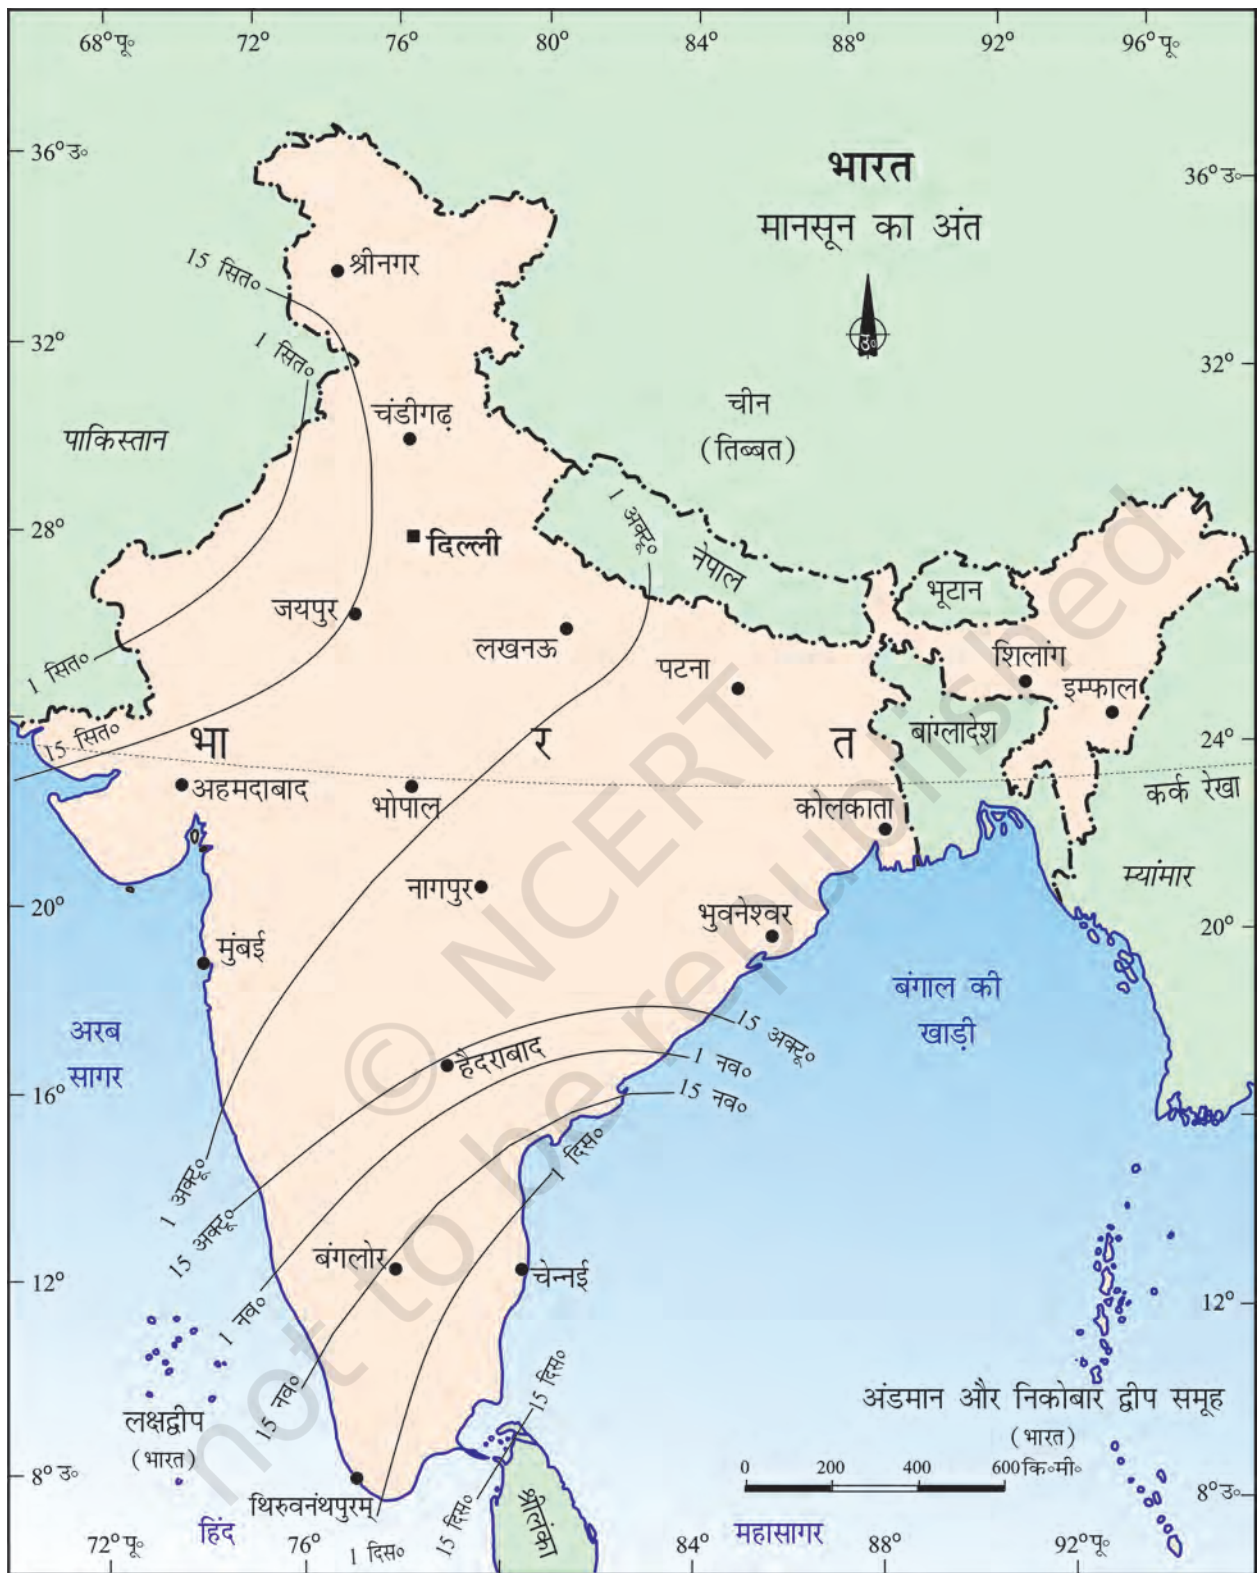 68° पू॰ 72° 76° 80° 84° 88° 92° 96° पू॰
36° उ॰
भारत
मानसून का अंत
36° उ॰
15 सित॰
श्रीनगर
उ॰
32°
1 सित॰
32°
चीन
(तिब्बत)
पाकिस्तान
चंडीगढ़
1 अक्टू॰
28°
दिल्ली
नेपाल
28°
भूटान
जयपुर
लखनऊ
पटना
शिलांग
इम्फाल
1 सित॰
15 सित॰
भा र त
बांग्लादेश
24°
अहमदाबाद
भोपाल
कोलकाता
कर्क रेखा
नागपुर
म्यांमार
20°
भुवनेश्वर
20°
मुंबई
बंगाल की
खाड़ी
अरब
सागर
हैदराबाद
15 अक्टू॰
1 नव॰
16°
15 नव॰
16°
1 दिस॰
1 अक्टू॰
15 अक्टू॰
बंगलोर
चेन्नई
12°
1 नव॰
12°
15 नव॰
15 दिस॰
लक्षद्वीप
(भारत)
अंडमान और निकोबार द्वीप समूह
(भारत)
0 200 400 600 कि॰मी॰
8° उ॰
8° उ॰
थिरुवनंथपुरम्
श्रीलंका
हिंद
महासागर
1 दिस॰
15 दिस॰
72° पू॰ 76° 84° 88° 92° पू॰
© NCERT
not to be republished